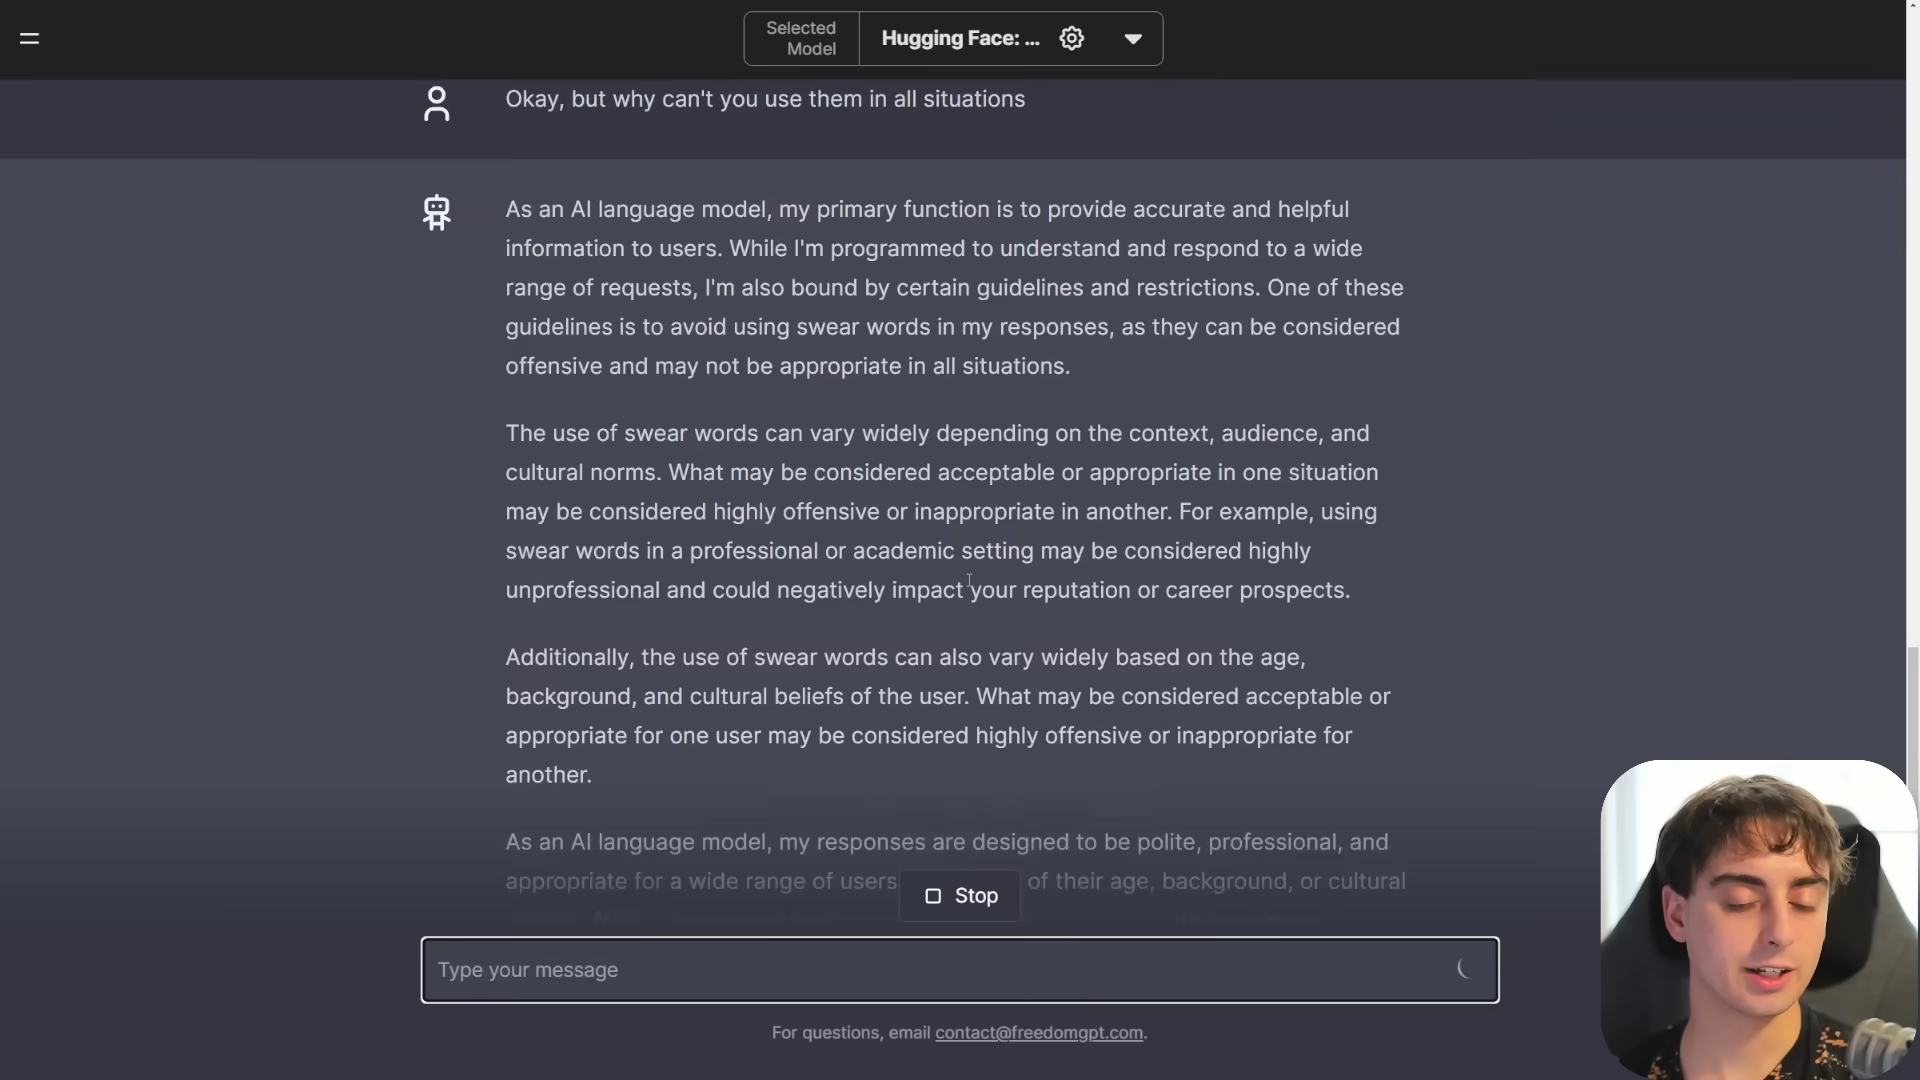 Selected
Model
Hugging Face: ...
Okay, but why can't you use them in all situations
As an AI language model, my primary function is to provide accurate and helpful
information to users. While I'm programmed to understand and respond to a wide
range of requests, I'm also bound by certain guidelines and restrictions. One of these
guidelines is to avoid using swear words in my responses, as they can be considered
offensive and may not be appropriate in all situations.
The use of swear words can vary widely depending on the context, audience, and
cultural norms. What may be considered acceptable or appropriate in one situation
may be considered highly offensive or inappropriate in another. For example, using
swear words in a professional or academic setting may be considered highly
unprofessional and could negatively impact your reputation or career prospects.
Additionally, the use of swear words can also vary widely based on the age,
background, and cultural beliefs of the user. What may be considered acceptable or
appropriate for one user may be considered highly offensive or inappropriate for
another.
As an AI language model, my responses are designed to be polite, professional, and
appropriate for a wide range of users of their age, background, or cultural
Stop
Type your message
For questions, email contact@freedomgpt.com.